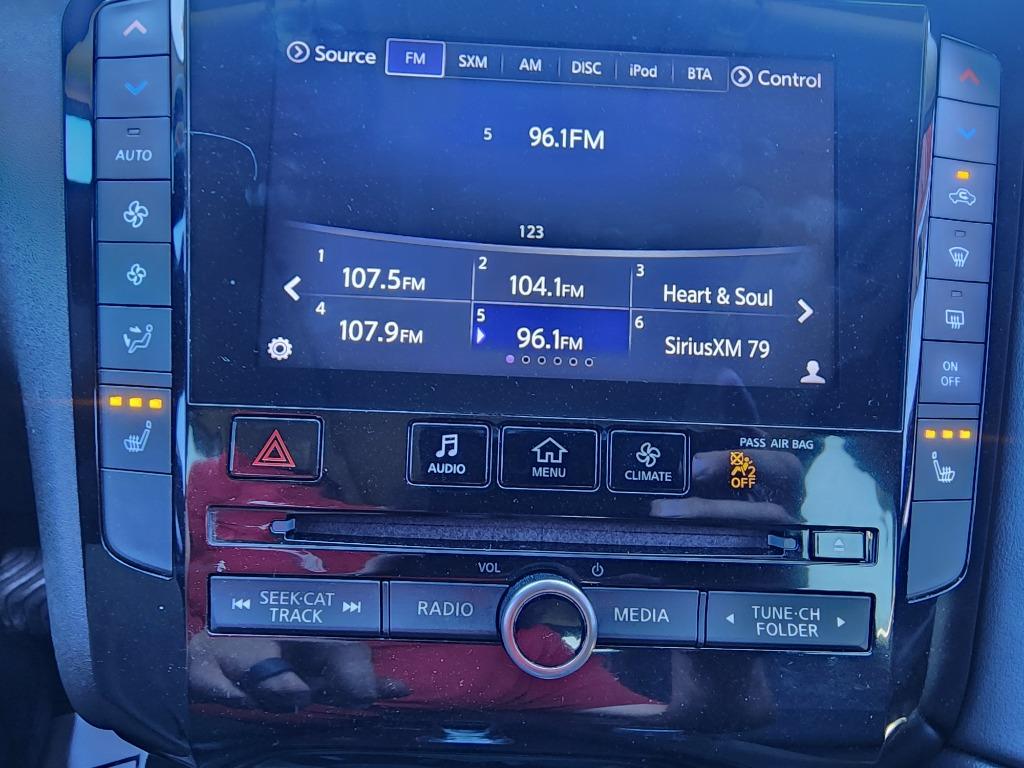 Source FM SXM AM DISC iPod BTA Control
5 96.1FM
123
1 107.5FM 2 104.1FM 3 Heart & Soul
4 107.9FM 5 96.1FM 6 SiriusXM 79
AUTO
ON
OFF
AUDIO
MENU
CLIMATE
PASS AIR BAG
2
OFF
VOL
SEEK·CAT
TRACK
RADIO
MEDIA
TUNE·CH
FOLDER